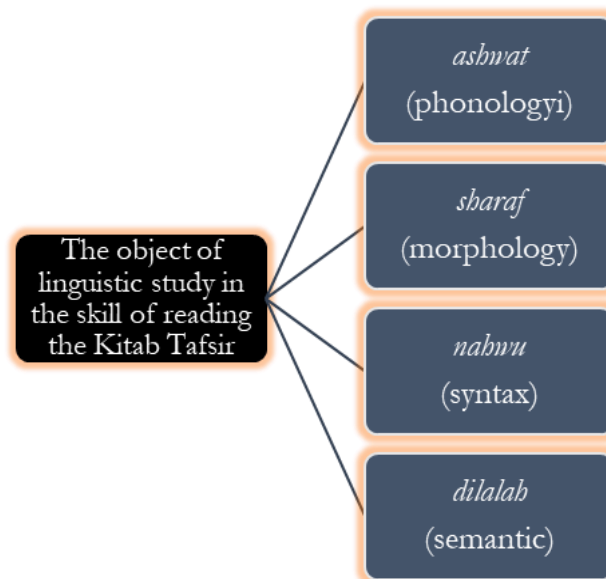 The object of
linguistic study in
the skill of reading
the Kitab Tafsir
ashwat
(phonologyi)
sharaf
(morphology)
nahwu
(syntax)
dilalah
(semantic)